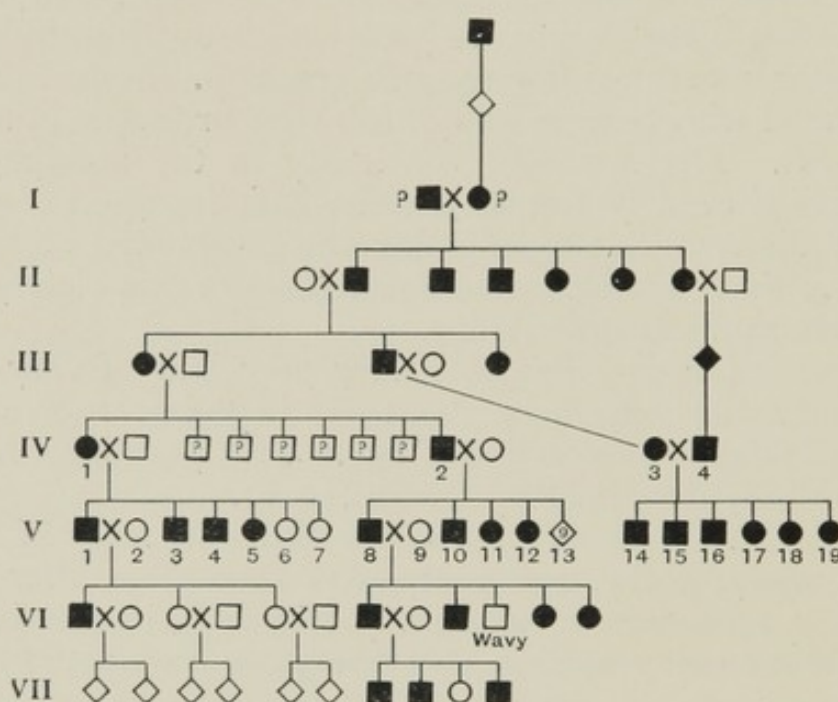 I ? X ?
II X X
III X X
IV X ? ? ? ? ? ? X X
1 2 3 4
V X X
1 2 3 4 5 6 7 8 9 10 11 12 13 14 15 16 17 18 19
VI X X X X
Wavy
VII